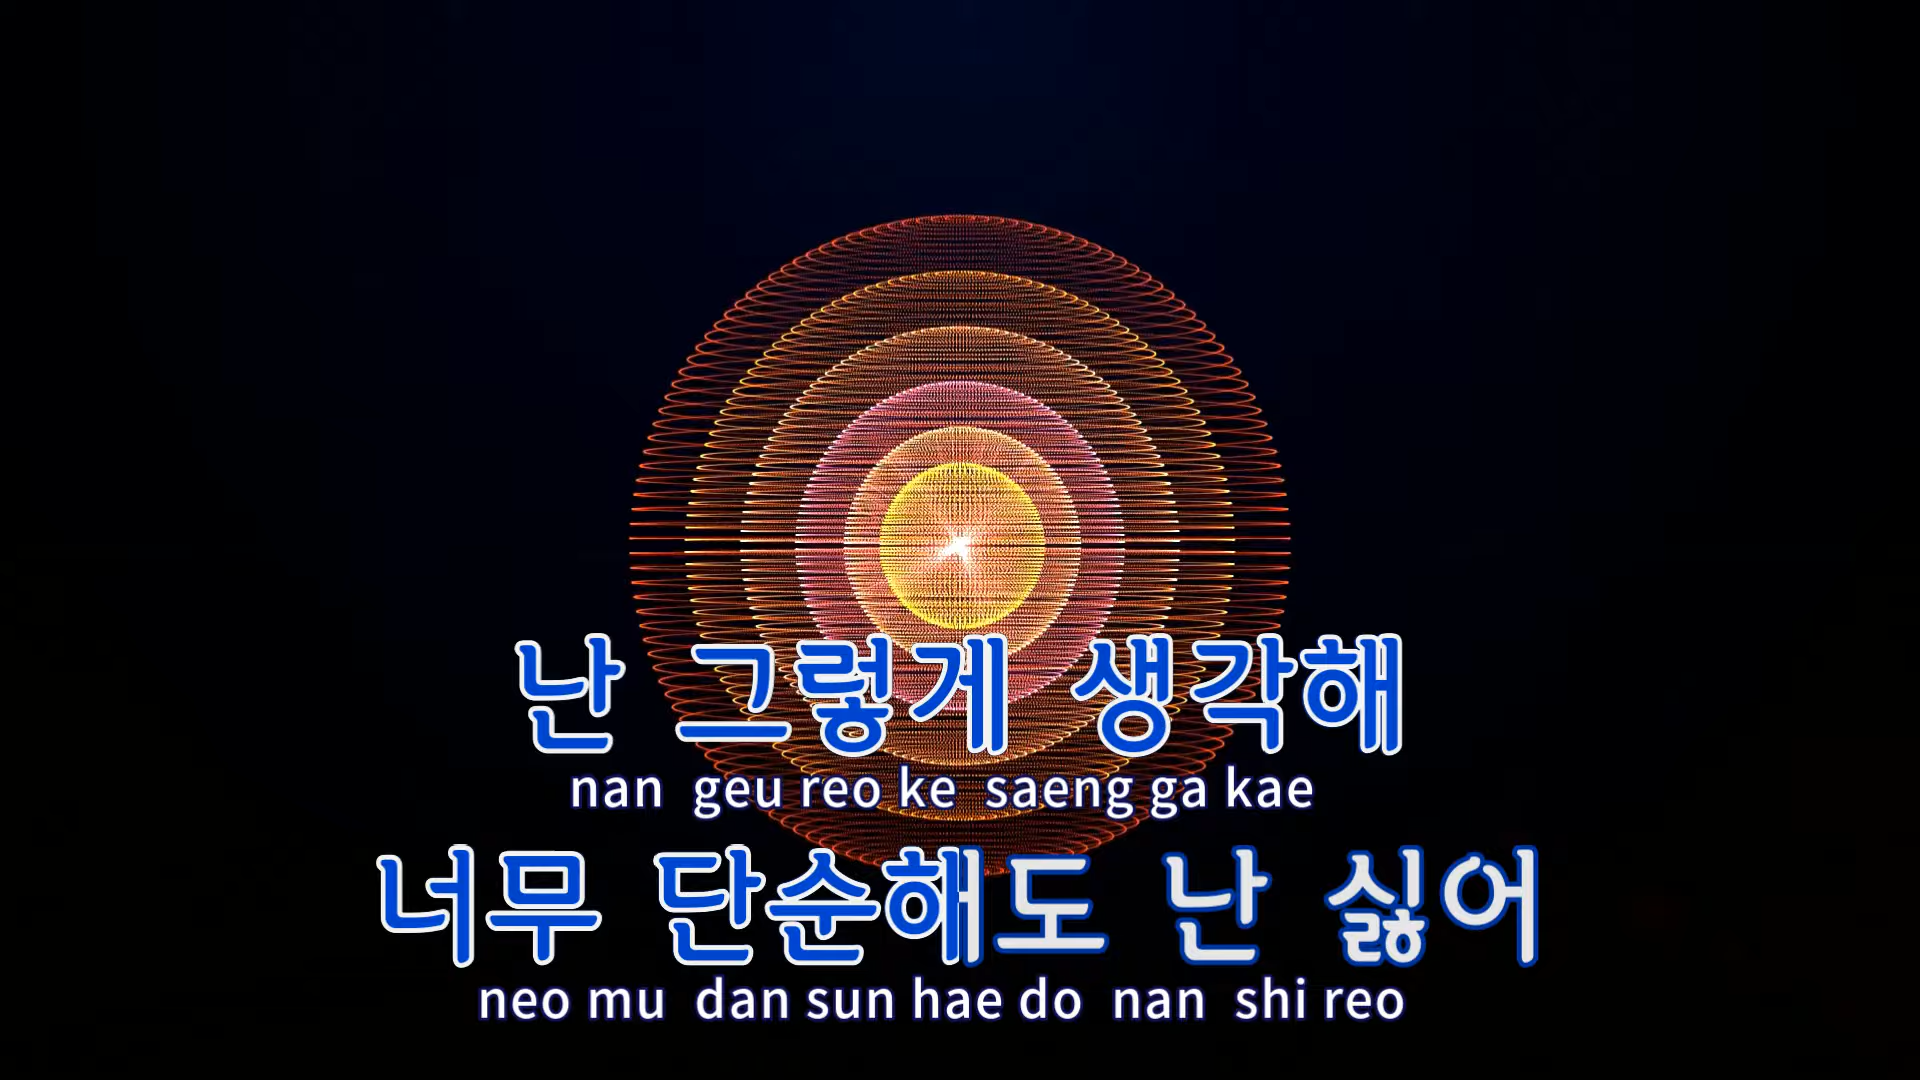 난 그렇게 생각해
nan geu reo ke saeng ga kae
너무 단순해도 난 싫어
neo mu dan sun hae do nan shi reo